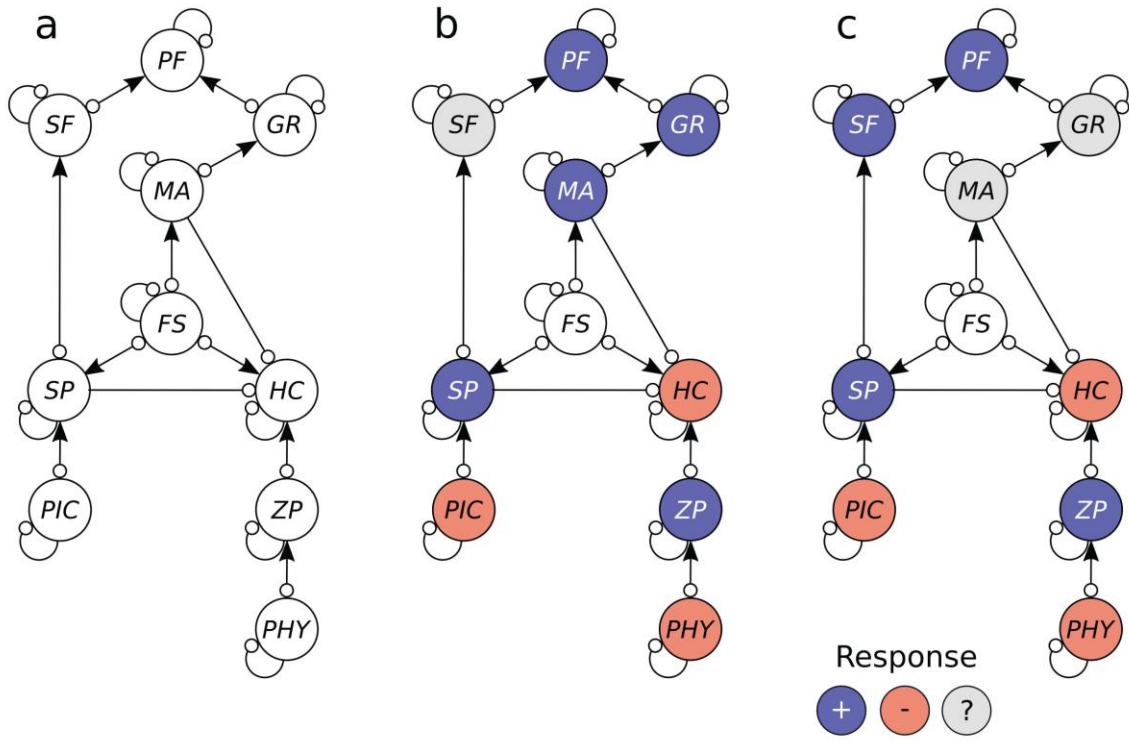 a
PF
SF
GR
MA
FS
SP
HC
PIC
ZP
PHY
b
PF
SF
GR
MA
FS
SP
HC
PIC
ZP
PHY
c
PF
SF
GR
MA
FS
SP
HC
PIC
ZP
PHY
Response
+ - ?